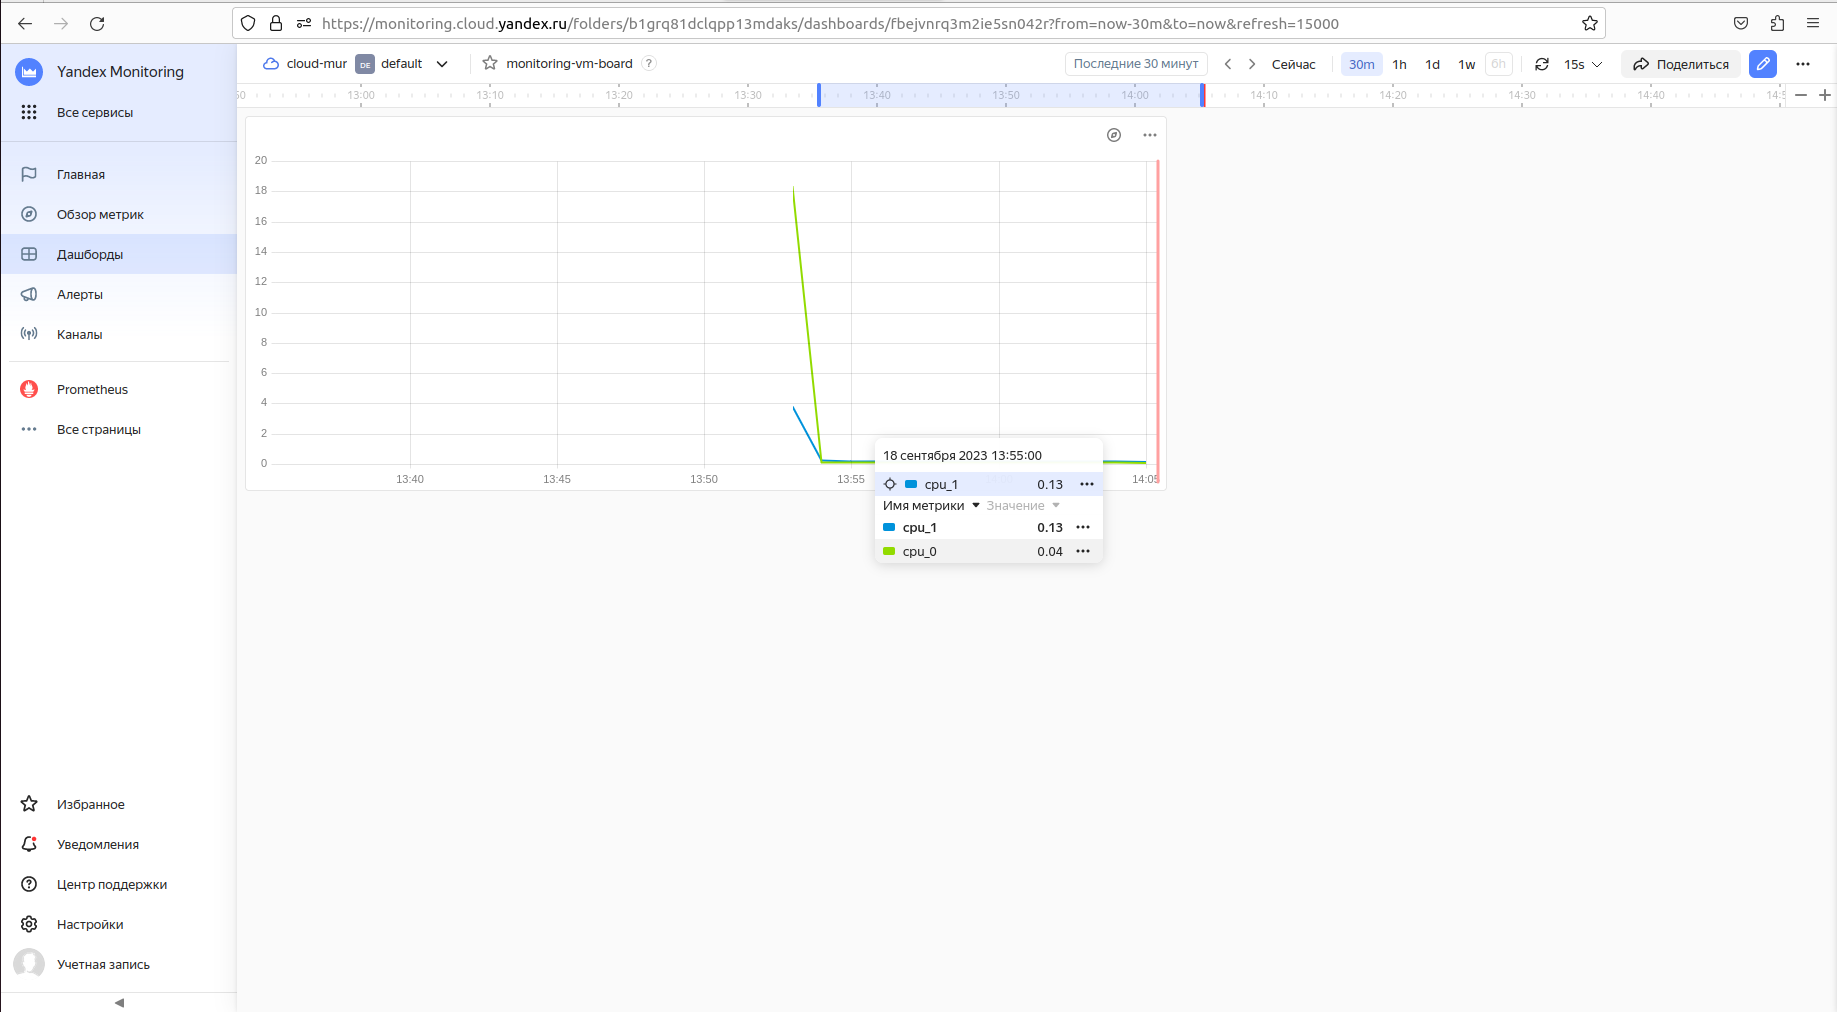 https://monitoring.cloud.yandex.ru/folders/b1grq81dclqpp13mdaks/dashboards/fbejvnrq3m2ie5sn042r?from=now-30m&to=now&refresh=15000
Yandex Monitoring
Все сервисы
Главная
Обзор метрик
Дашборды
Алерты
Каналы
Prometheus
Все страницы
Избранное
Уведомления
Центр поддержки
Настройки
Учетная запись
cloud-mur DE default monitoring-vm-board ? Последние 30 минут Сейчас 30m 1h 1d 1w 6h 15s Поделиться
13:00 13:10 13:20 13:30 13:40 13:50 14:00 14:10 14:20 14:30 14:40
20
18
16
14
12
10
8
6
4
2
0
13:40 13:45 13:50 13:55 14:05
18 сентября 2023 13:55:00
cpu_1 0.13
Имя метрики Значение
cpu_1 0.13
cpu_0 0.04